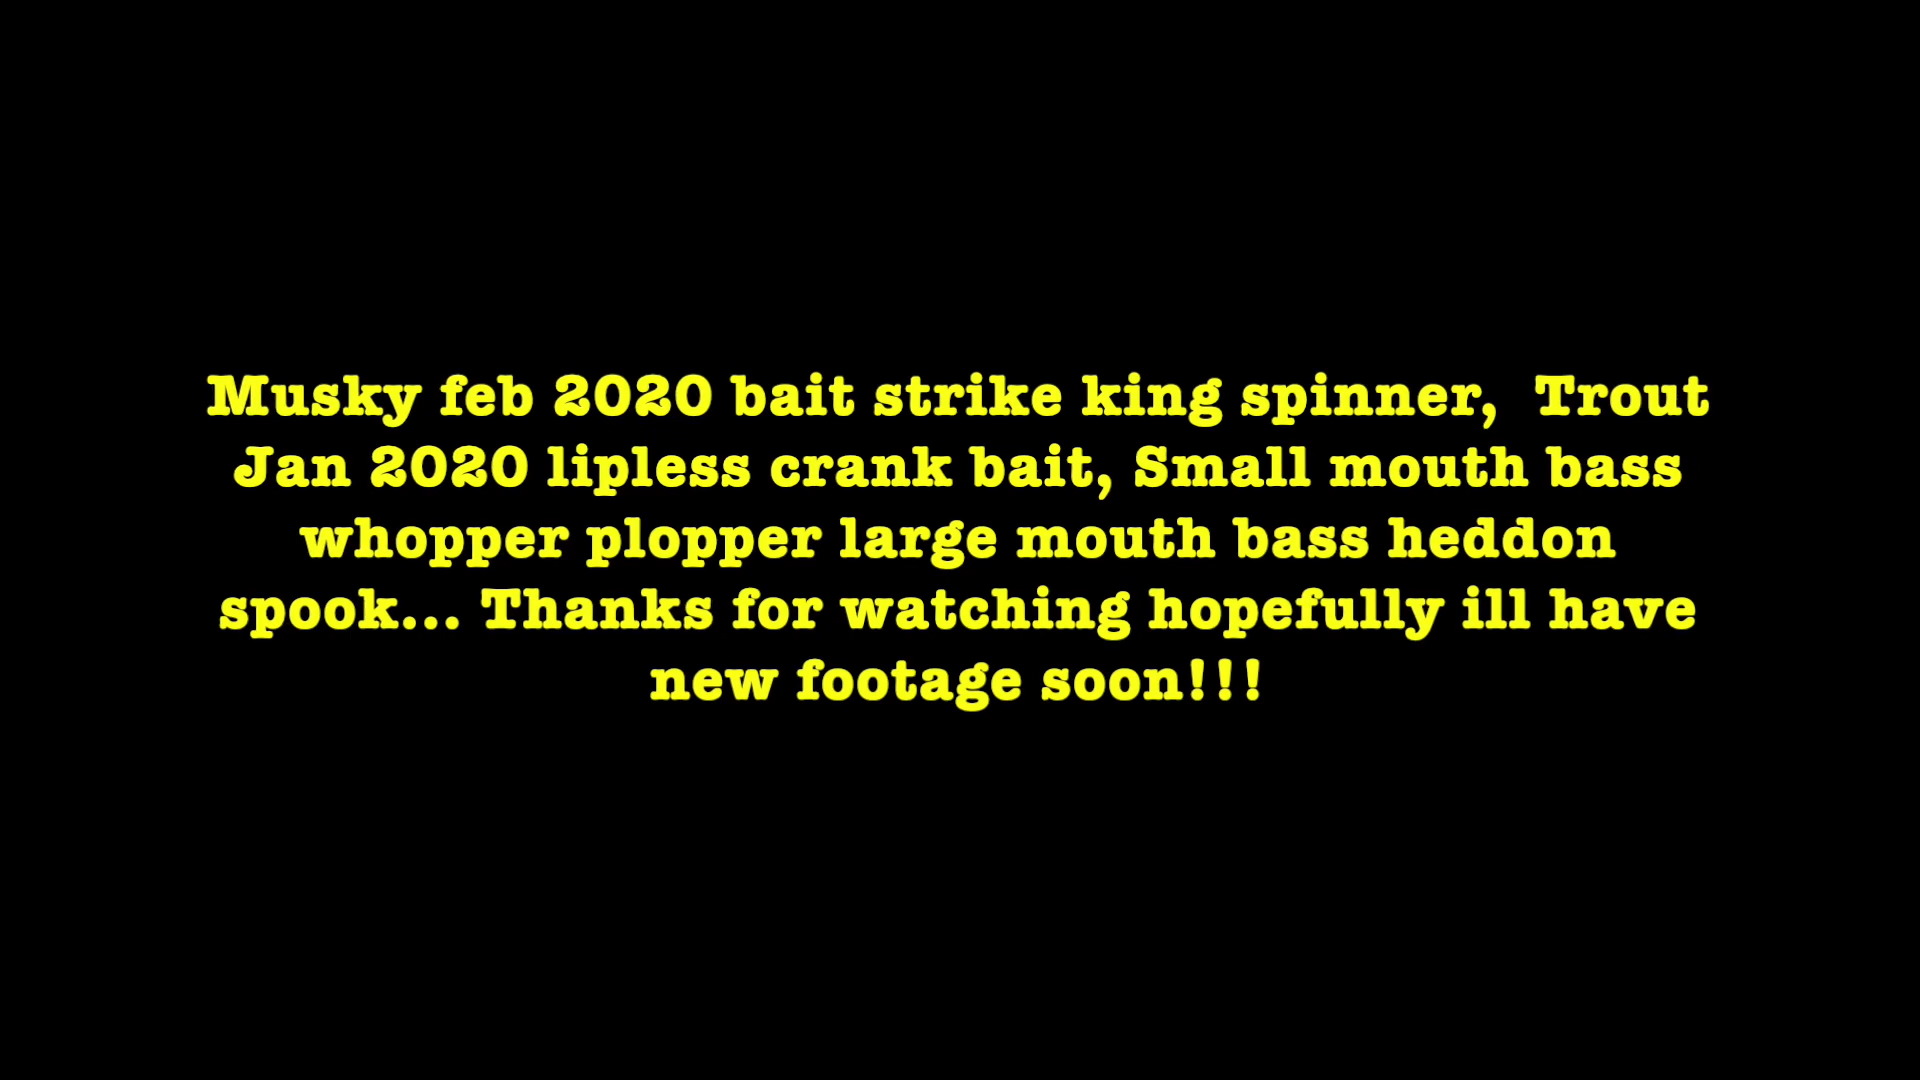 Musky feb 2020 bait strike king spinner,  Trout
Jan 2020 lipless crank bait, Small mouth bass
whopper plopper large mouth bass heddon
spook... Thanks for watching hopefully ill have
new footage soon!!!